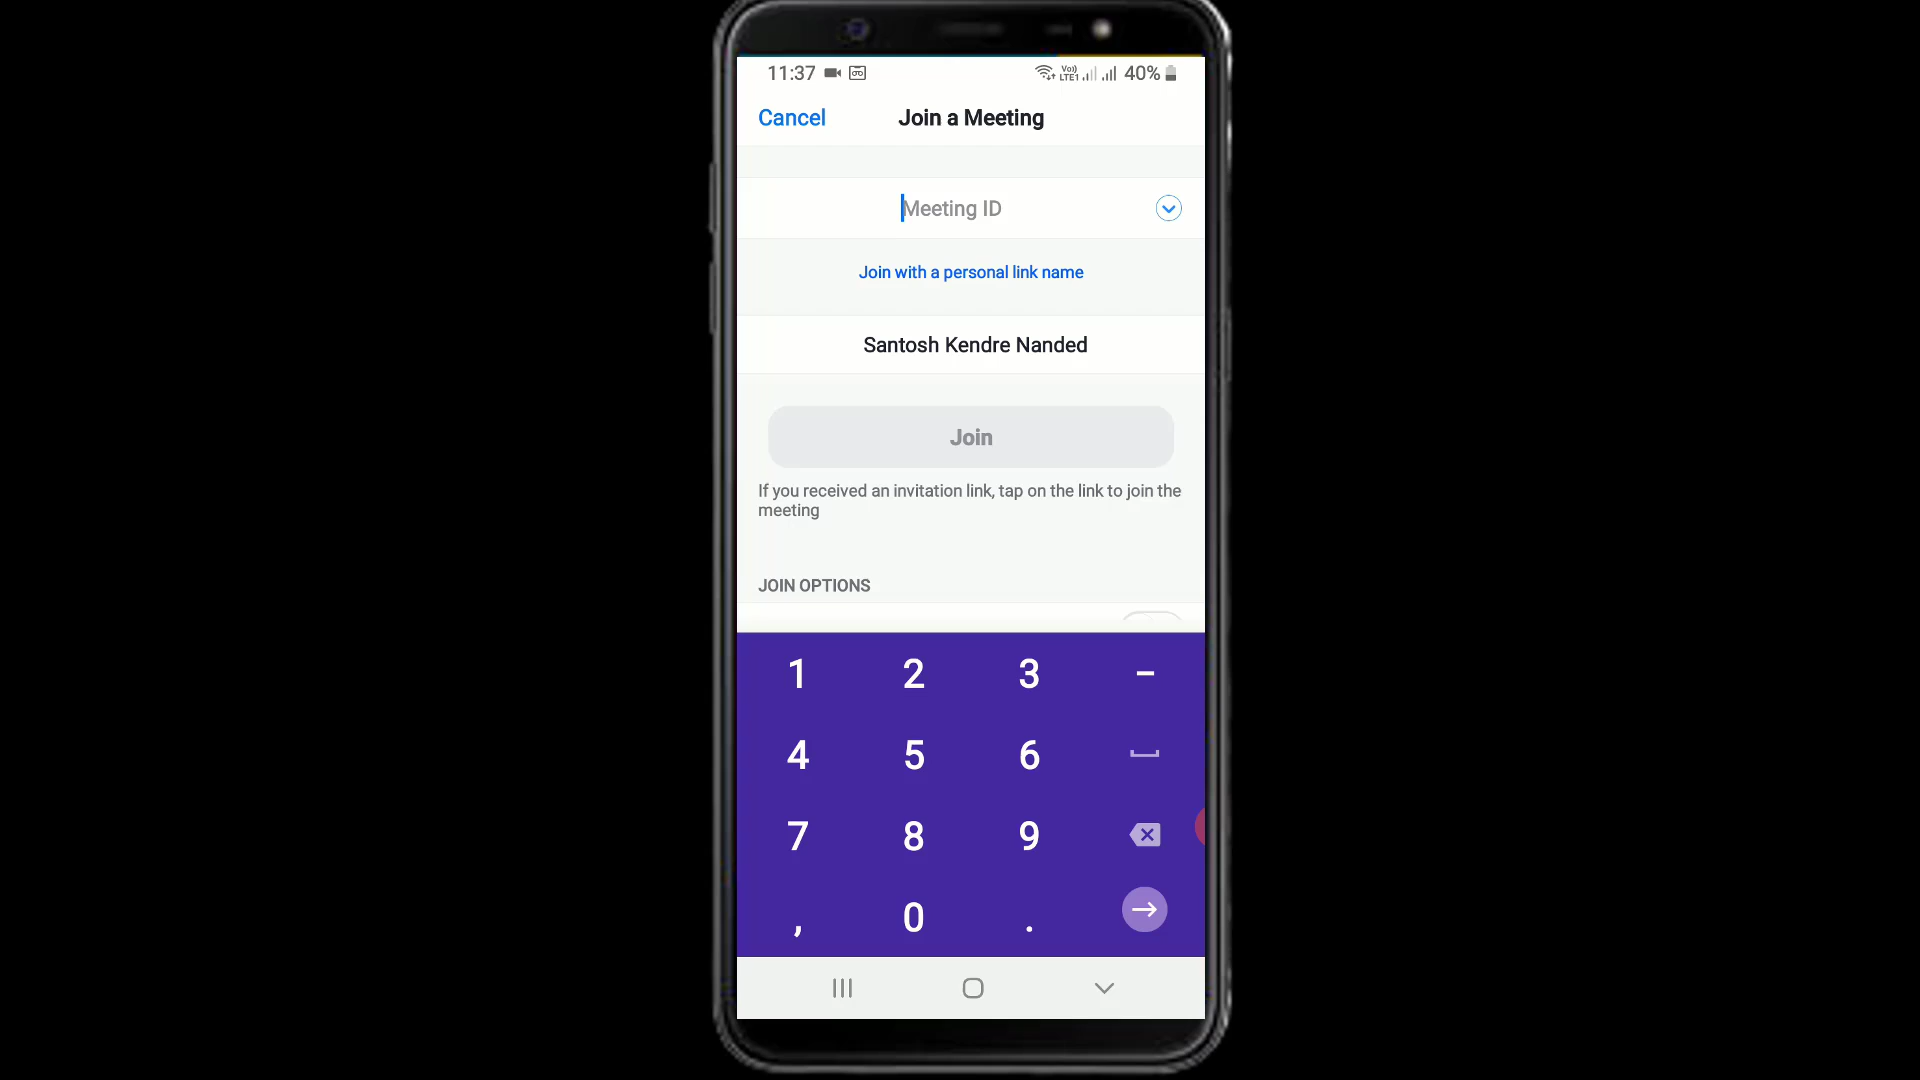 11:37 Vo)) LTE1 40%
Cancel Join a Meeting
Meeting ID
Join with a personal link name
Santosh Kendre Nanded
Join
If you received an invitation link, tap on the link to join the
meeting
JOIN OPTIONS
1 2 3 -
4 5 6
7 8 9
, 0 .